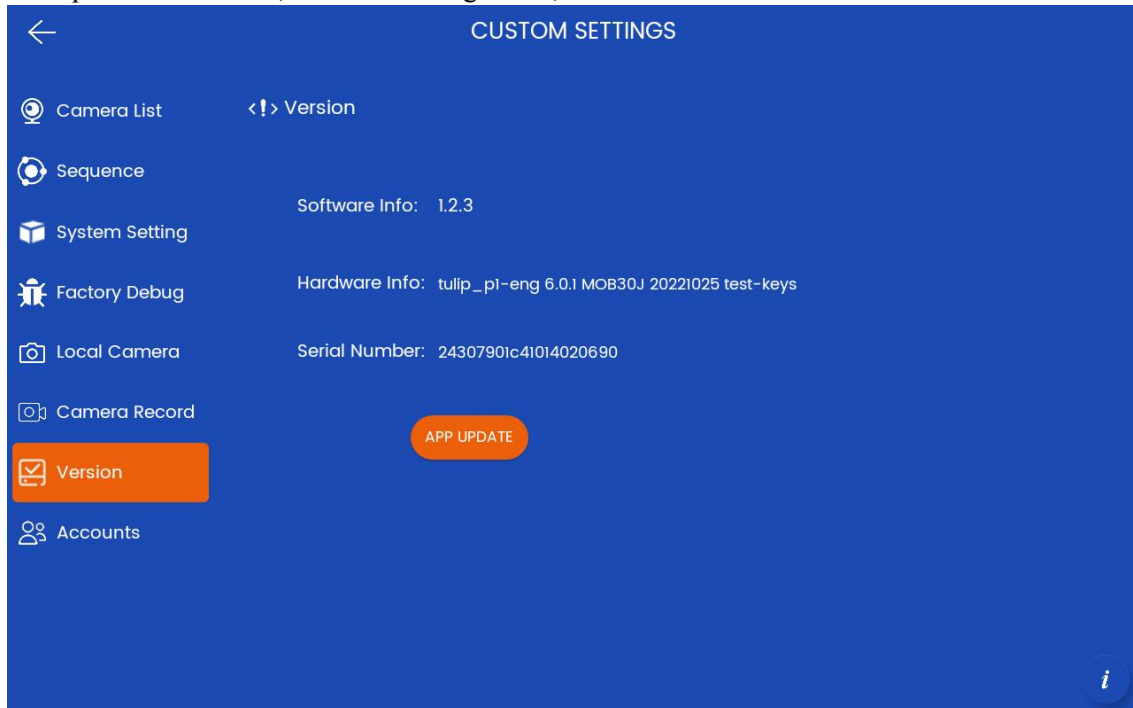 CUSTOM SETTINGS
Camera List
<!> Version
Sequence
Software Info: 1.2.3
System Setting
Hardware Info: tulip_p1-eng 6.0.1 MOB30J 20221025 test-keys
Factory Debug
Local Camera
Serial Number: 24307901c41014020690
Camera Record
APP UPDATE
Version
Accounts
i